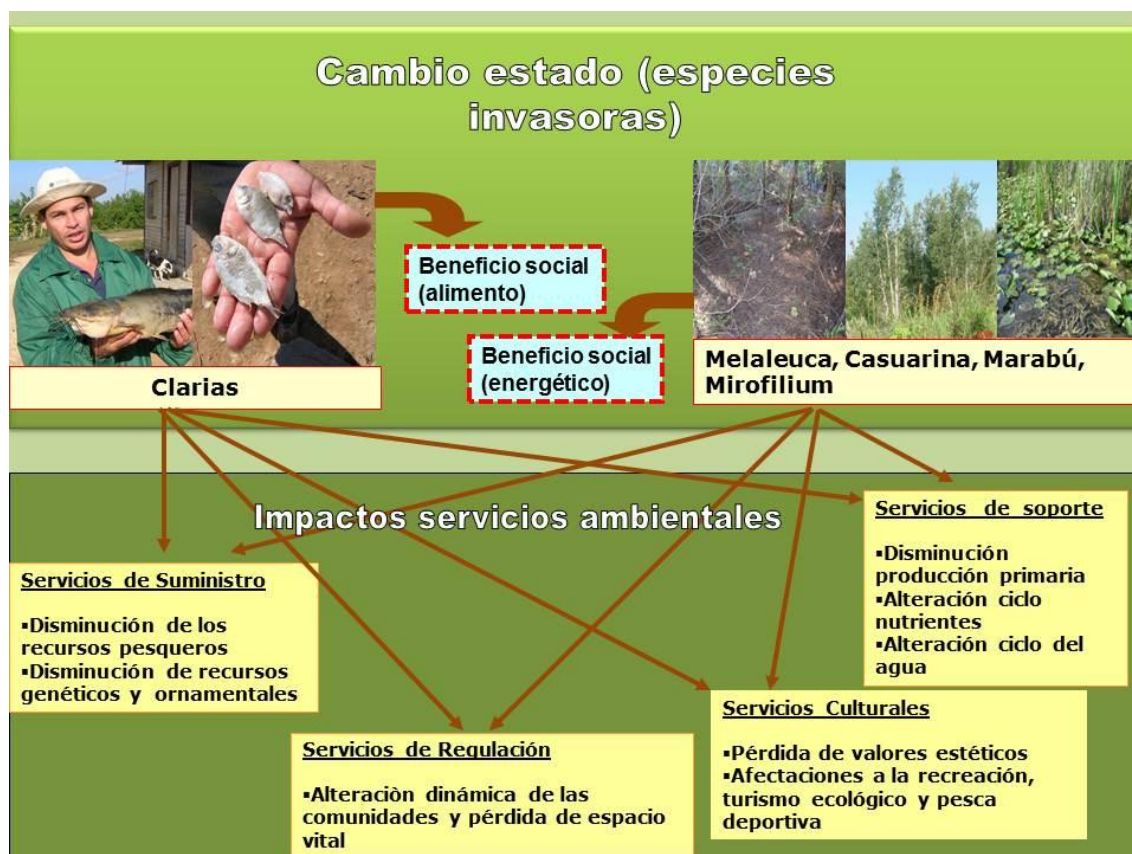 Cambio estado (especies
invasoras)
Beneficio social
(alimento)
Beneficio social
(energético)
Clarias
Melaleuca, Casuarina, Marabú,
Mirofilium
Impactos servicios ambientales
Servicios de Suministro
▪Disminución de los
recursos pesqueros
▪Disminución de recursos
genéticos y ornamentales
Servicios de Regulación
▪Alteraciòn dinámica de las
comunidades y pérdida de espacio
vital
Servicios de soporte
▪Disminución
producción primaria
▪Alteración ciclo
nutrientes
▪Alteración ciclo del
agua
Servicios Culturales
▪Pérdida de valores estéticos
▪Afectaciones a la recreación,
turismo ecológico y pesca
deportiva